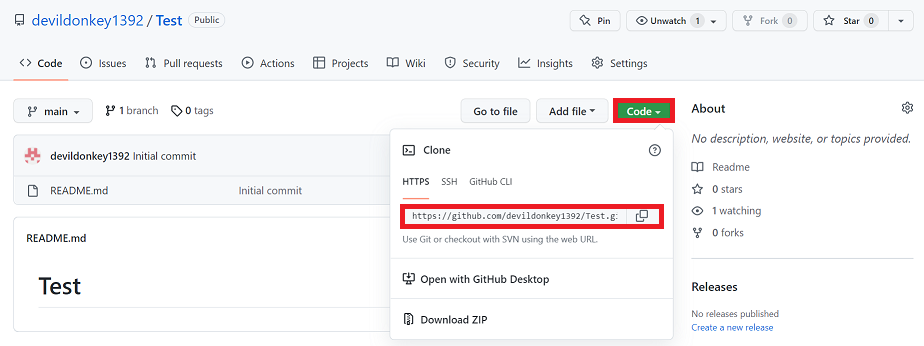 devildonkey1392 / Test Public
Pin
Unwatch 1
Fork 0
Star 0
Code
Issues
Pull requests
Actions
Projects
Wiki
Security
Insights
Settings
main
1 branch
0 tags
Go to file
Add file
Code
devildonkey1392 Initial commit
README.md Initial commit
README.md
Test
Clone
HTTPS SSH GitHub CLI
https://github.com/devildonkey1392/Test.gi
Use Git or checkout with SVN using the web URL.
Open with GitHub Desktop
Download ZIP
About
No description, website, or topics provided.
Readme
0 stars
1 watching
0 forks
Releases
No releases published
Create a new release